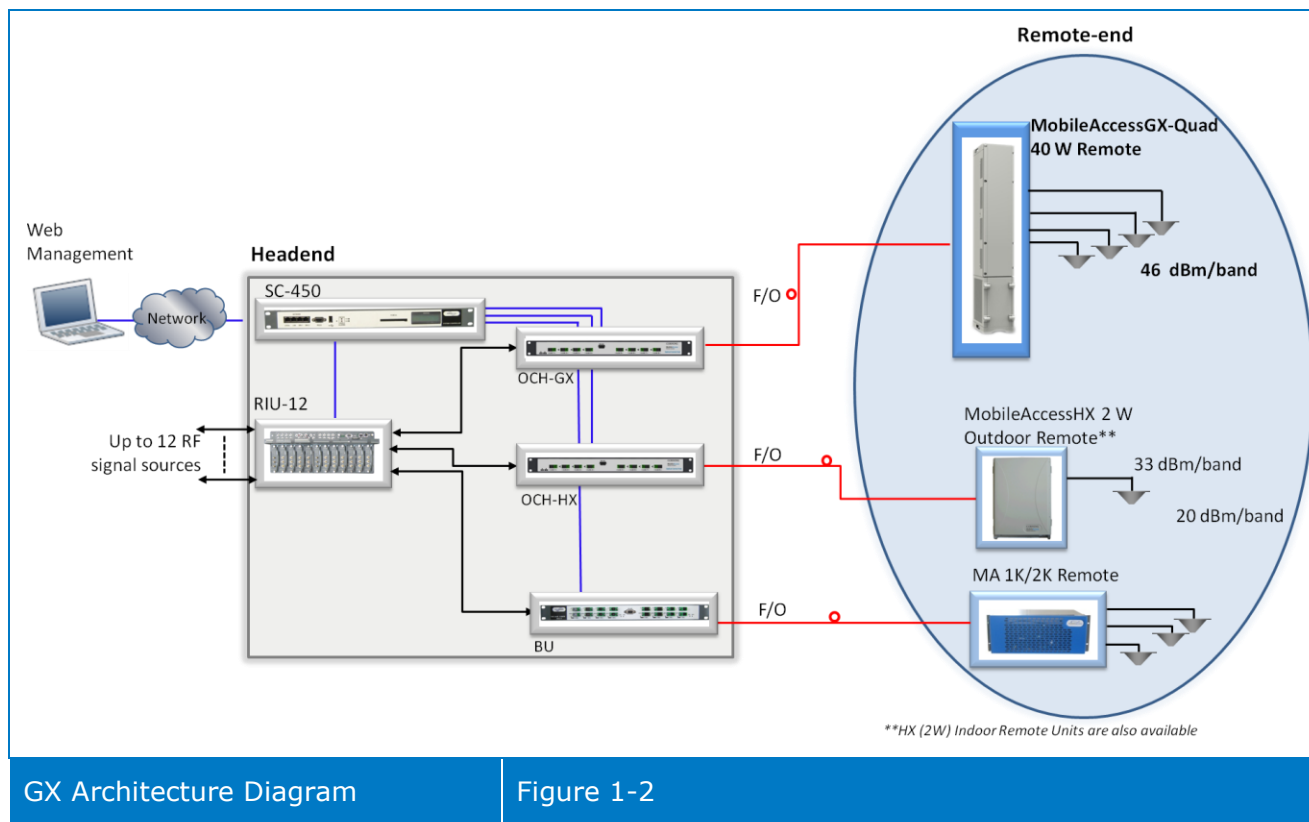 Remote-end
MobileAccessGX-Quad
40 W Remote
46 dBm/band
Web
Management
Network
Headend
SC-450
F/O
OCH-GX
RIU-12
Up to 12 RF
signal sources
MobileAccessHX 2 W
Outdoor Remote**
F/O
33 dBm/band
20 dBm/band
OCH-HX
MA 1K/2K Remote
F/O
BU
**HX (2W) Indoor Remote Units are also available
GX Architecture Diagram
Figure 1-2